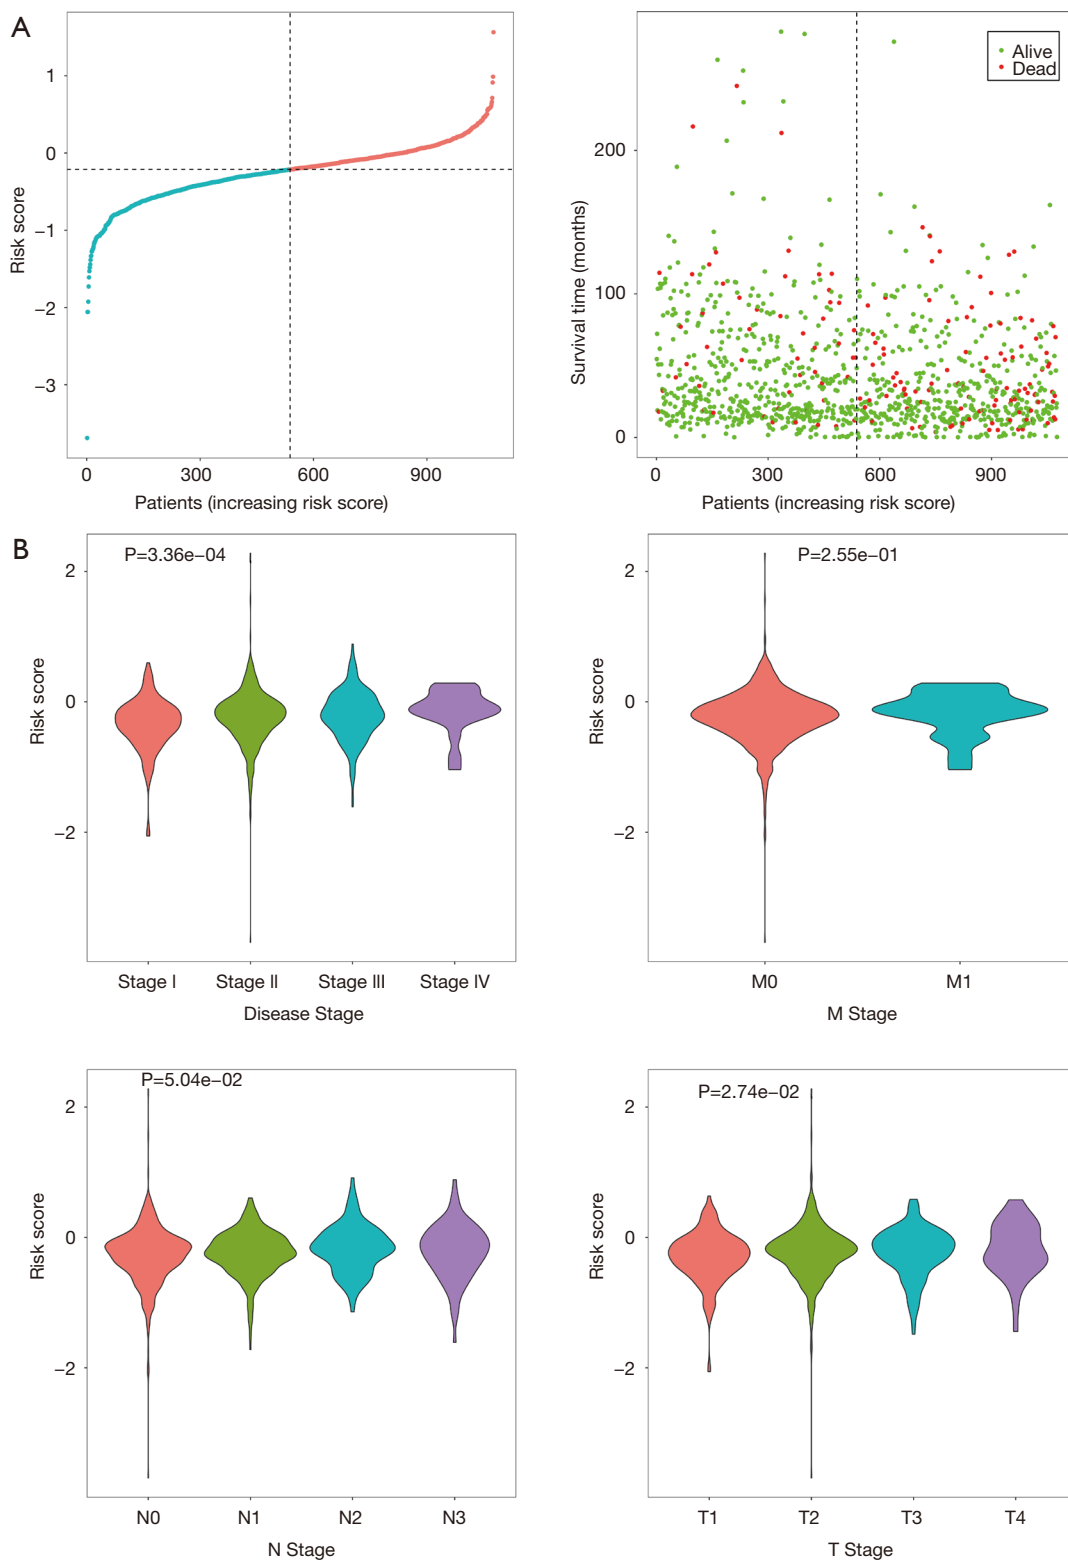 A
Risk score
1
0
−1
−2
−3
0
300
600
900
Patients (increasing risk score)
Survival time (months)
200
100
0
Alive
Dead
0
300
600
900
Patients (increasing risk score)
B
P=3.36e−04
Risk score
2
0
−2
Stage I
Stage II
Stage III
Stage IV
Disease Stage
P=2.55e−01
Risk score
2
0
−2
M0
M1
M Stage
P=5.04e−02
Risk score
2
0
−2
N0
N1
N2
N3
N Stage
P=2.74e−02
Risk score
2
0
−2
T1
T2
T3
T4
T Stage